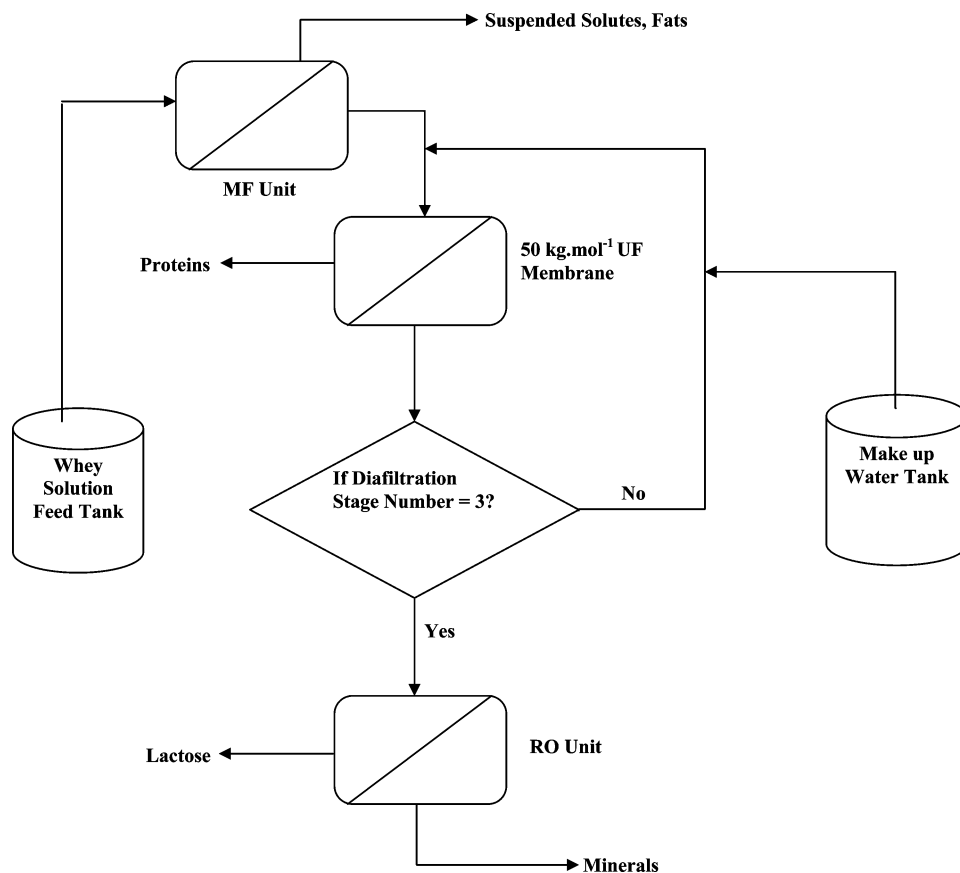 Suspended Solutes, Fats
MF Unit
50 kg.mol⁻¹ UF
Membrane
Proteins
Whey
Solution
Feed Tank
If Diafiltration
Stage Number = 3?
No
Make up
Water Tank
Yes
RO Unit
Lactose
Minerals